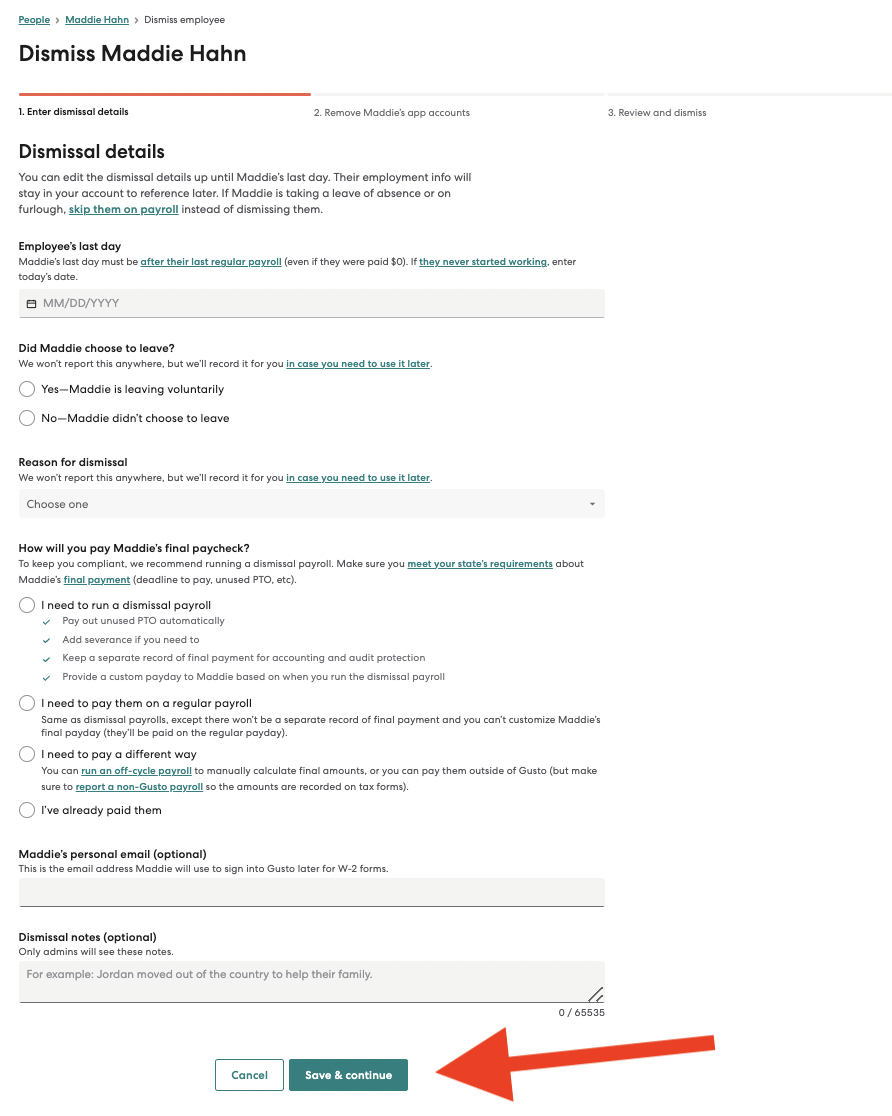 People > Maddie Hahn > Dismiss employee
Dismiss Maddie Hahn
1. Enter dismissal details
2. Remove Maddie's app accounts
3. Review and dismiss
Dismissal details
You can edit the dismissal details up until Maddie's last day. Their employment info will
stay in your account to reference later. If Maddie is taking a leave of absence or on
furlough, skip them on payroll instead of dismissing them.
Employee's last day
Maddie's last day must be after their last regular payroll (even if they were paid $0). If they never started working, enter
today's date.
MM/DD/YYYY
Did Maddie choose to leave?
We won't report this anywhere, but we'll record it for you in case you need to use it later.
Yes—Maddie is leaving voluntarily
No—Maddie didn't choose to leave
Reason for dismissal
We won't report this anywhere, but we'll record it for you in case you need to use it later.
Choose one
How will you pay Maddie's final paycheck?
To keep you compliant, we recommend running a dismissal payroll. Make sure you meet your state's requirements about
Maddie's final payment (deadline to pay, unused PTO, etc).
I need to run a dismissal payroll
Pay out unused PTO automatically
Add severance if you need to
Keep a separate record of final payment for accounting and audit protection
Provide a custom payday to Maddie based on when you run the dismissal payroll
I need to pay them on a regular payroll
Same as dismissal payrolls, except there won't be a separate record of final payment and you can't customize Maddie's
final payday (they'll be paid on the regular payday).
I need to pay a different way
You can run an off-cycle payroll to manually calculate final amounts, or you can pay them outside of Gusto (but make
sure to report a non-Gusto payroll so the amounts are recorded on tax forms).
I've already paid them
Maddie's personal email (optional)
This is the email address Maddie will use to sign into Gusto later for W-2 forms.
Dismissal notes (optional)
Only admins will see these notes.
For example: Jordan moved out of the country to help their family.
0 / 65535
Cancel
Save & continue